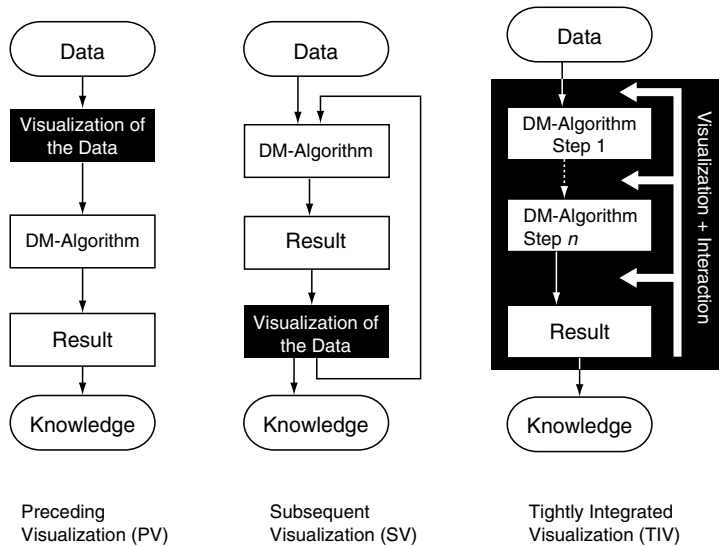 Data
Visualization of
the Data
DM-Algorithm
Result
Knowledge
Preceding
Visualization (PV)
Data
DM-Algorithm
Result
Visualization of
the Data
Knowledge
Subsequent
Visualization (SV)
Data
DM-Algorithm
Step 1
DM-Algorithm
Step n
Result
Visualization + Interaction
Knowledge
Tightly Integrated
Visualization (TIV)